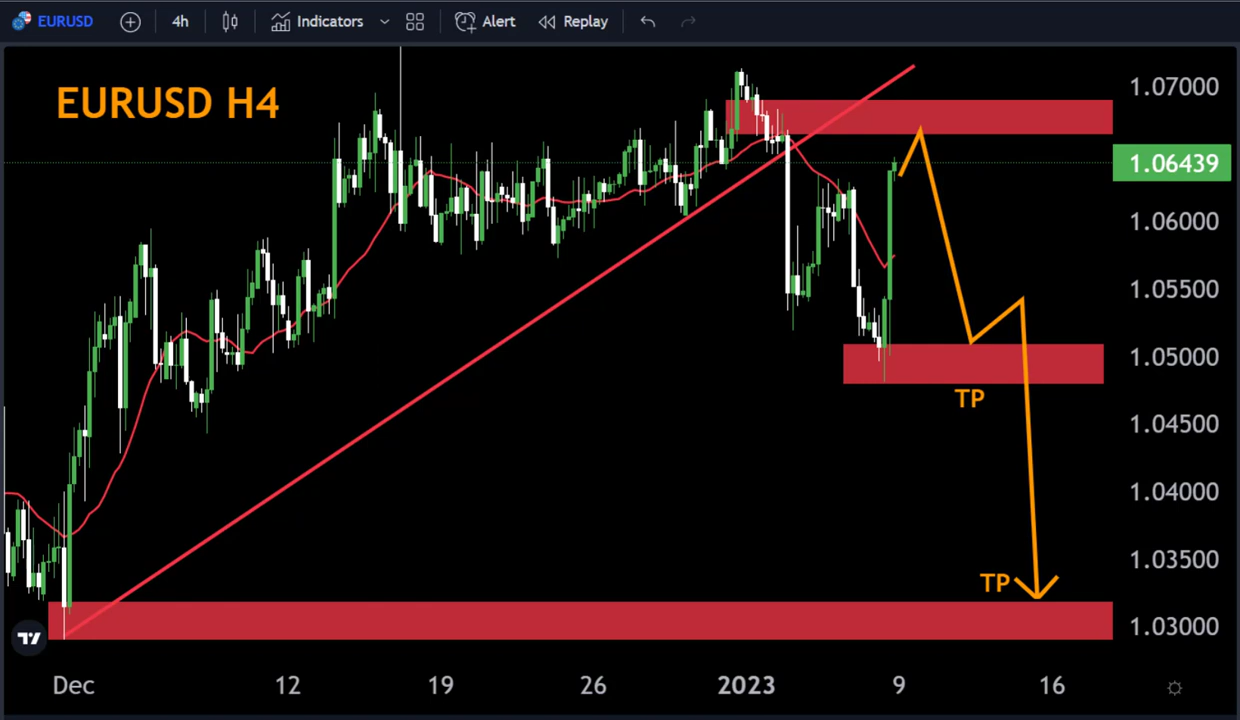 EURUSD 4h Indicators Alert Replay
EURUSD H4
1.07000
1.06439
1.06000
1.05500
1.05000
TP
1.04500
1.04000
1.03500
TP
1.03000
Dec 12 19 26 2023 9 16